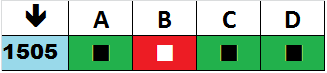 🡻 A B C D
1505 ■ ■ ■ ■